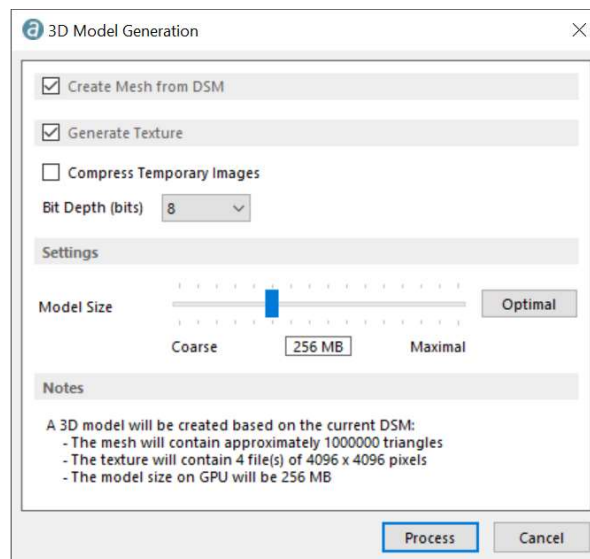 3D Model Generation
Create Mesh from DSM
Generate Texture
Compress Temporary Images
Bit Depth (bits) 8
Settings
Model Size Optimal
Coarse 256 MB Maximal
Notes
A 3D model will be created based on the current DSM:
- The mesh will contain approximately 1000000 triangles
- The texture will contain 4 file(s) of 4096 x 4096 pixels
- The model size on GPU will be 256 MB
Process Cancel